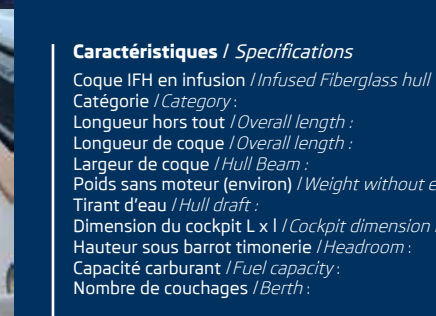 Caractéristiques / Specifications
Coque IFH en infusion / Infused Fiberglass hull
Catégorie / Category :
Longueur hors tout / Overall length :
Longueur de coque / Overall length :
Largeur de coque / Hull Beam :
Poids sans moteur (environ) / Weight without
Tirant d'eau / Hull draft :
Dimension du cockpit L x l / Cockpit dimension
Hauteur sous barrot timonerie / Headroom :
Capacité carburant / Fuel capacity :
Nombre de couchages / Berth :